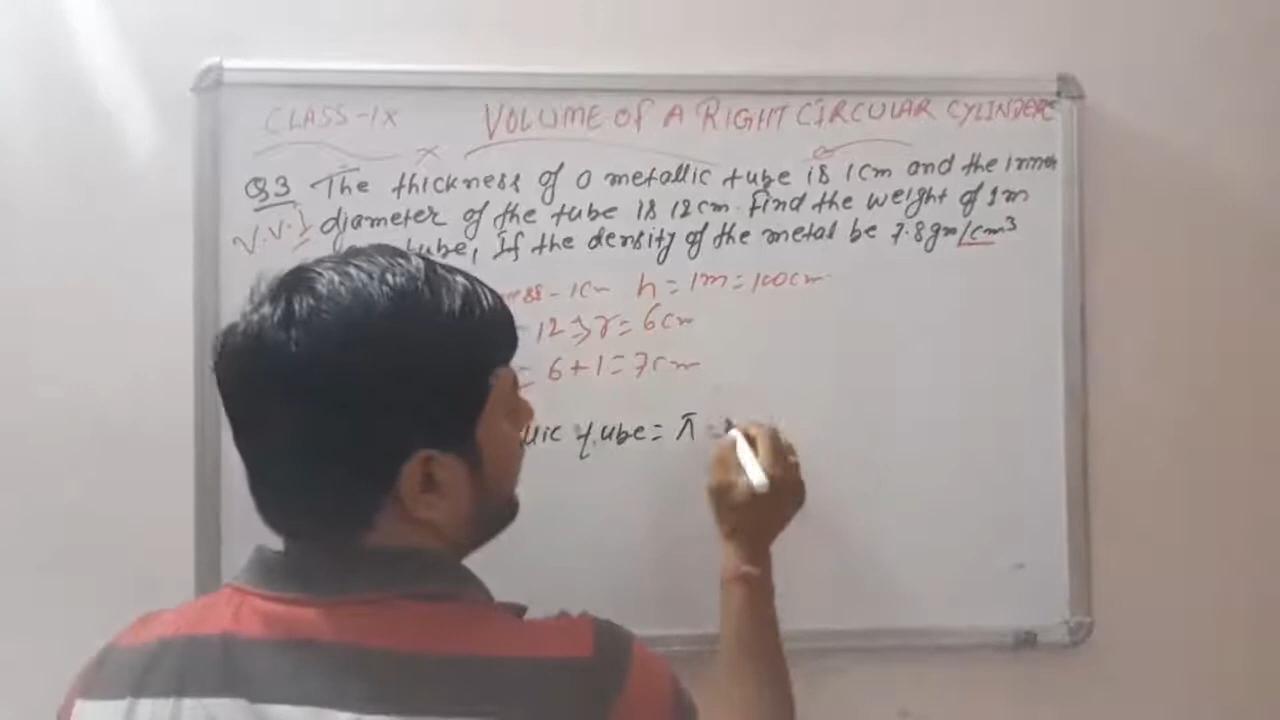 CLASS-IX VOLUME OF A RIGHT CIRCULAR CYLINDER
Q3 The thickness of a metallic tube is 1cm and the inner
V.V.I diameter of the tube is 12cm. Find the weight of 1m
tube, If the density of the metal be 7.8gm/cm³
- 1cm h = 1m = 100cm
12 ⇒ r = 6cm
= 6 + 1 = 7cm
tube = π